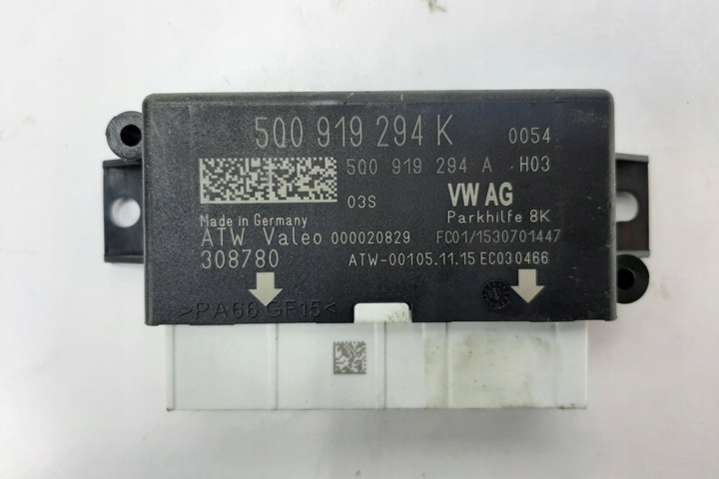 5Q0 919 294 K 0054
5Q0 919 294 A H03
03S VW AG
Made in Germany Parkhilfe 8K
ATW Valeo 000020829 FC01/1530701447
308780 ATW-00105.11.15 EC030466
>PA66 GF15<